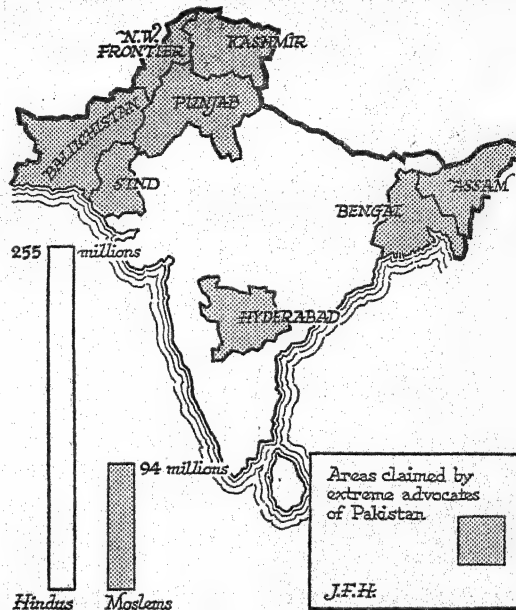 N.W.
FRONTIER
KASHMIR
PUNJAB
BALUCHISTAN
SIND
BENGAL
ASSAM
HYDERABAD
255 millions
94 millions
Hindus
Moslems
Areas claimed by
extreme advocates
of Pakistan
J.F.H.